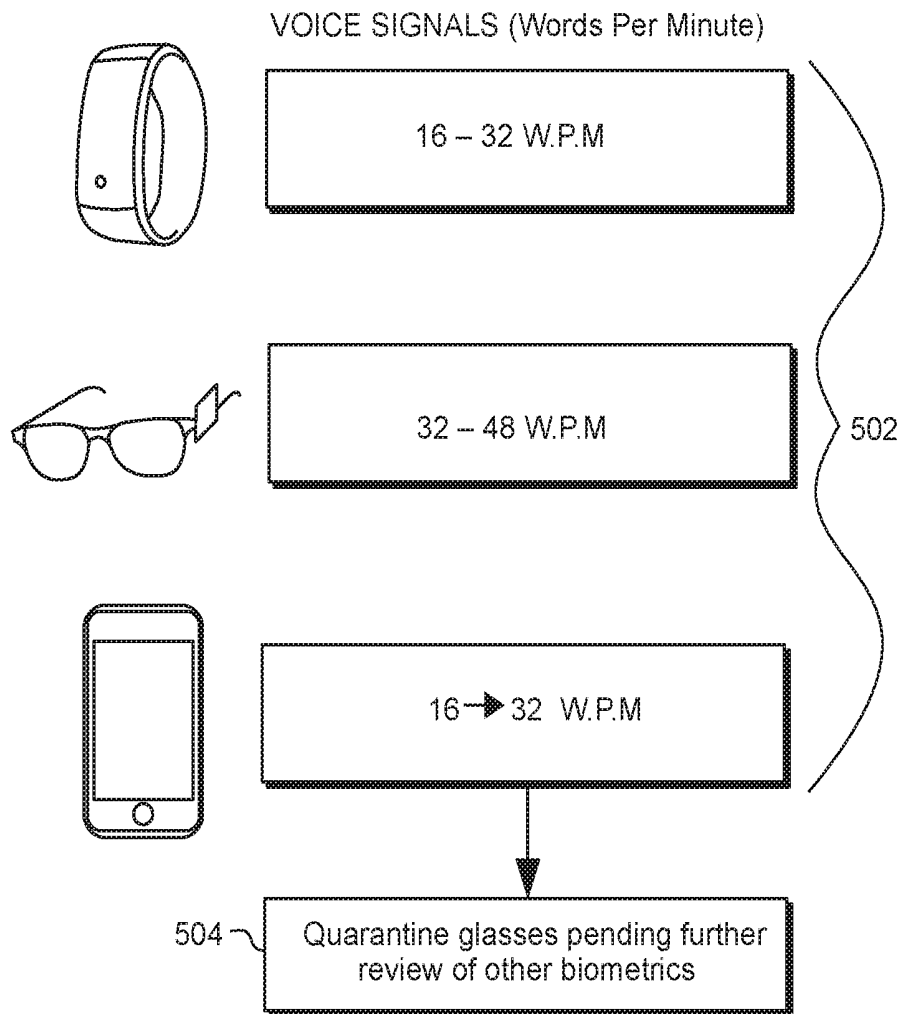 VOICE SIGNALS (Words Per Minute)
16 – 32 W.P.M
32 – 48 W.P.M
502
16 → 32 W.P.M
504
Quarantine glasses pending further
review of other biometrics